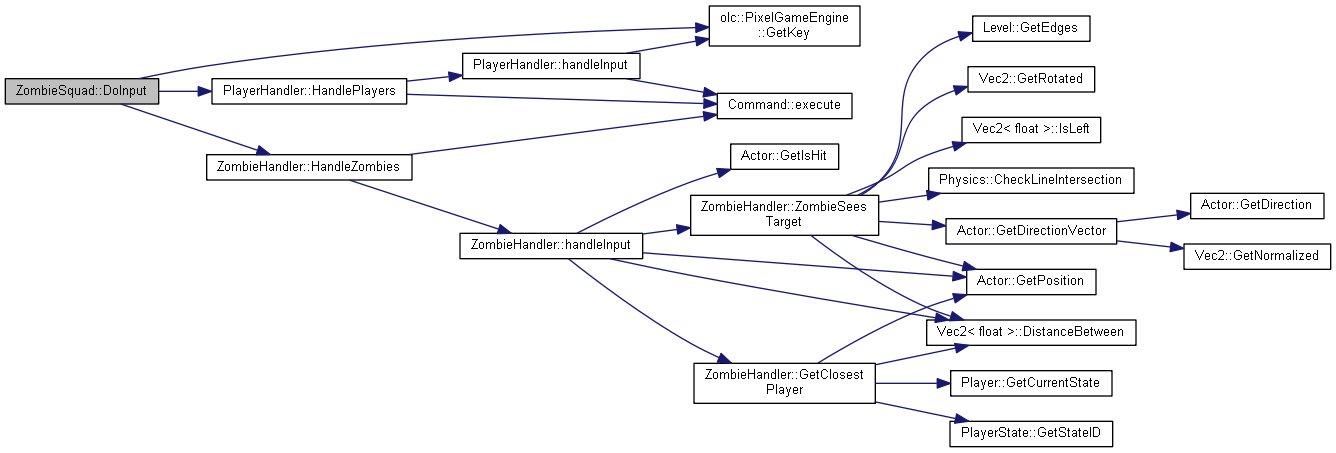 ZombieSquad::DoInput
olc::PixelGameEngine
::GetKey
PlayerHandler::HandlePlayers
PlayerHandler::handleInput
Command::execute
ZombieHandler::HandleZombies
ZombieHandler::handleInput
Actor::GetIsHit
ZombieHandler::ZombieSees
Target
Level::GetEdges
Vec2::GetRotated
Vec2< float >::IsLeft
Physics::CheckLineIntersection
Actor::GetDirectionVector
Actor::GetDirection
Vec2::GetNormalized
Actor::GetPosition
Vec2< float >::DistanceBetween
ZombieHandler::GetClosest
Player
Player::GetCurrentState
PlayerState::GetStateID